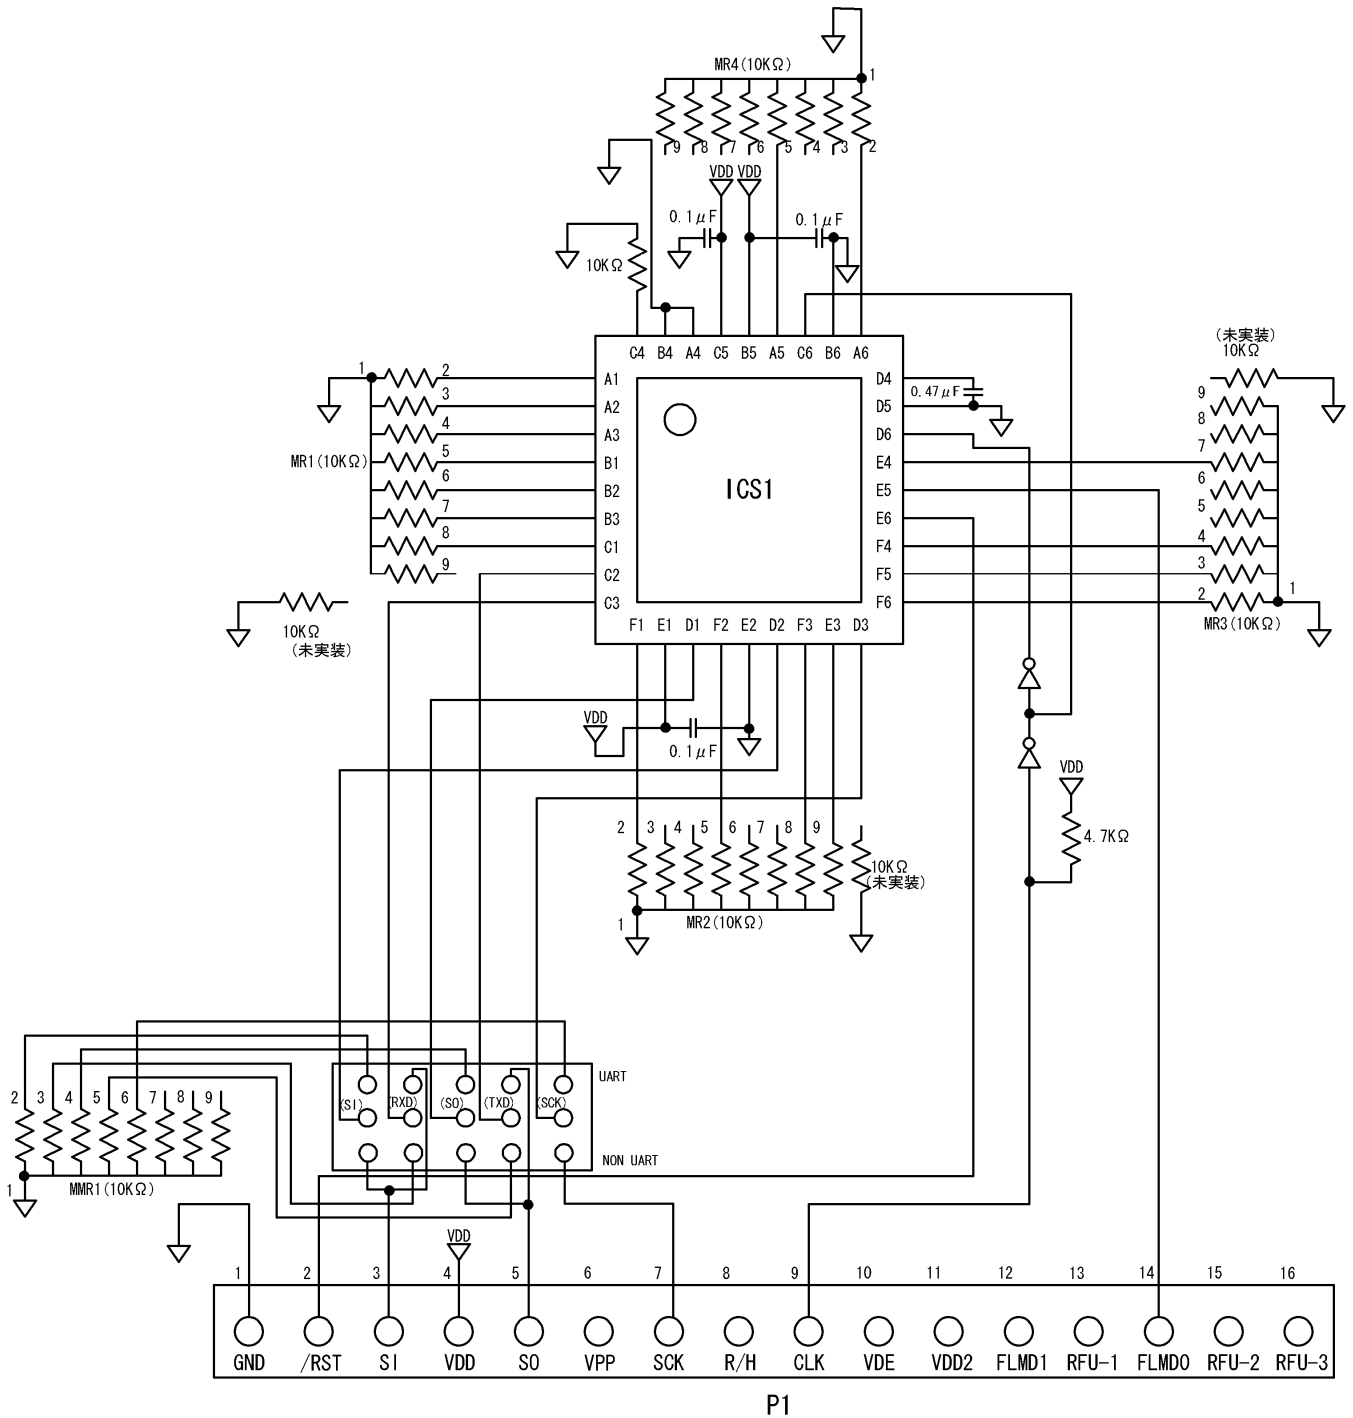 MR4(10KΩ)
1
9 8 7 6 5 4 3 2
VDD VDD
0.1μF 0.1μF
10KΩ
(未実装)
10KΩ
C4 B4 A4 C5 B5 A5 C6 B6 A6
1 2 A1 D4 0.47μF
3 A2 D5 9
4 A3 D6 8
MR1(10KΩ) 5 B1 E4 7
ICS1
6 B2 E5 6
7 B3 E6 5
8 C1 F4 4
9 C2 F5 3
C3 F6 2 1
10KΩ
(未実装)
F1 E1 D1 F2 E2 D2 F3 E3 D3
MR3(10KΩ)
VDD
0.1μF
VDD
2 3 4 5 6 7 8 9
4.7KΩ
10KΩ
(未実装)
1 MR2(10KΩ)
UART
2 3 4 5 6 7 8 9
(SI) (RXD) (SO) (TXD) (SCK)
NON UART
1 MMR1(10KΩ)
VDD
1 2 3 4 5 6 7 8 9 10 11 12 13 14 15 16
GND /RST SI VDD SO VPP SCK R/H CLK VDE VDD2 FLMD1 RFU-1 FLMD0 RFU-2 RFU-3
P1